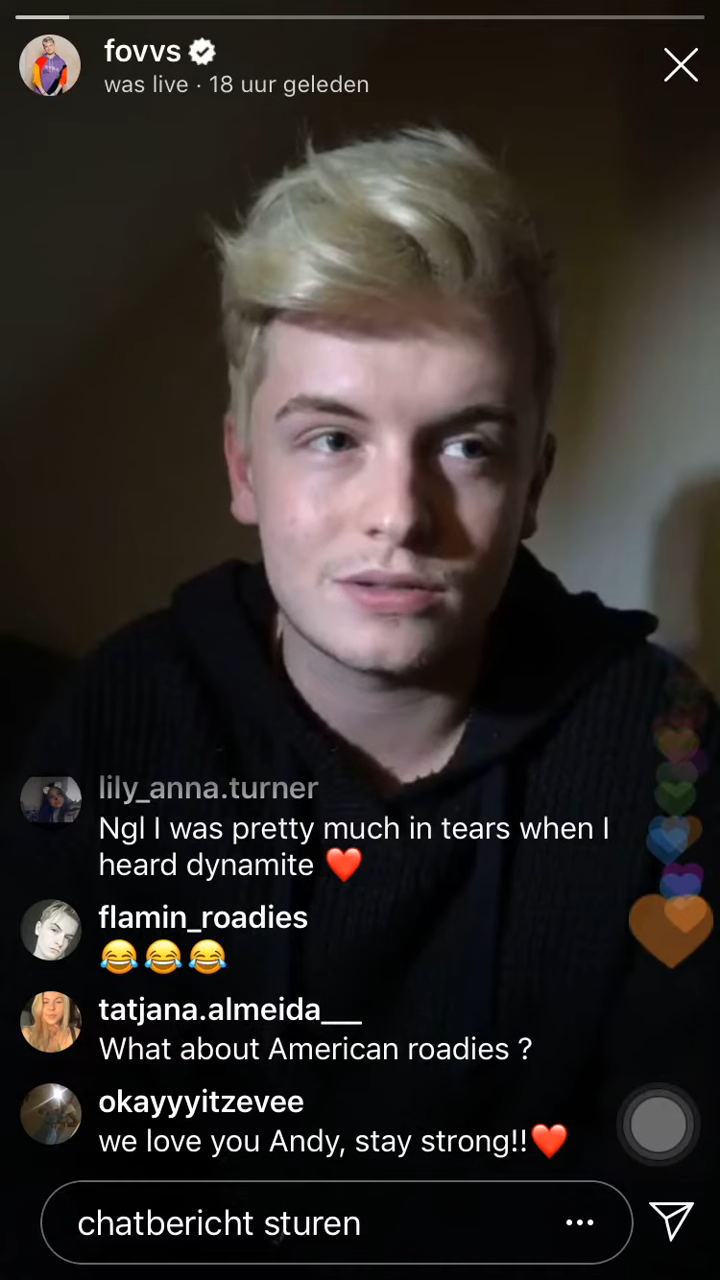 fovvs
was live · 18 uur geleden
lily_anna.turner
Ngl I was pretty much in tears when I
heard dynamite ❤️
flamin_roadies
😂😂😂
tatjana.almeida___
What about American roadies ?
okayyyitzevee
we love you Andy, stay strong!!❤️
chatbericht sturen